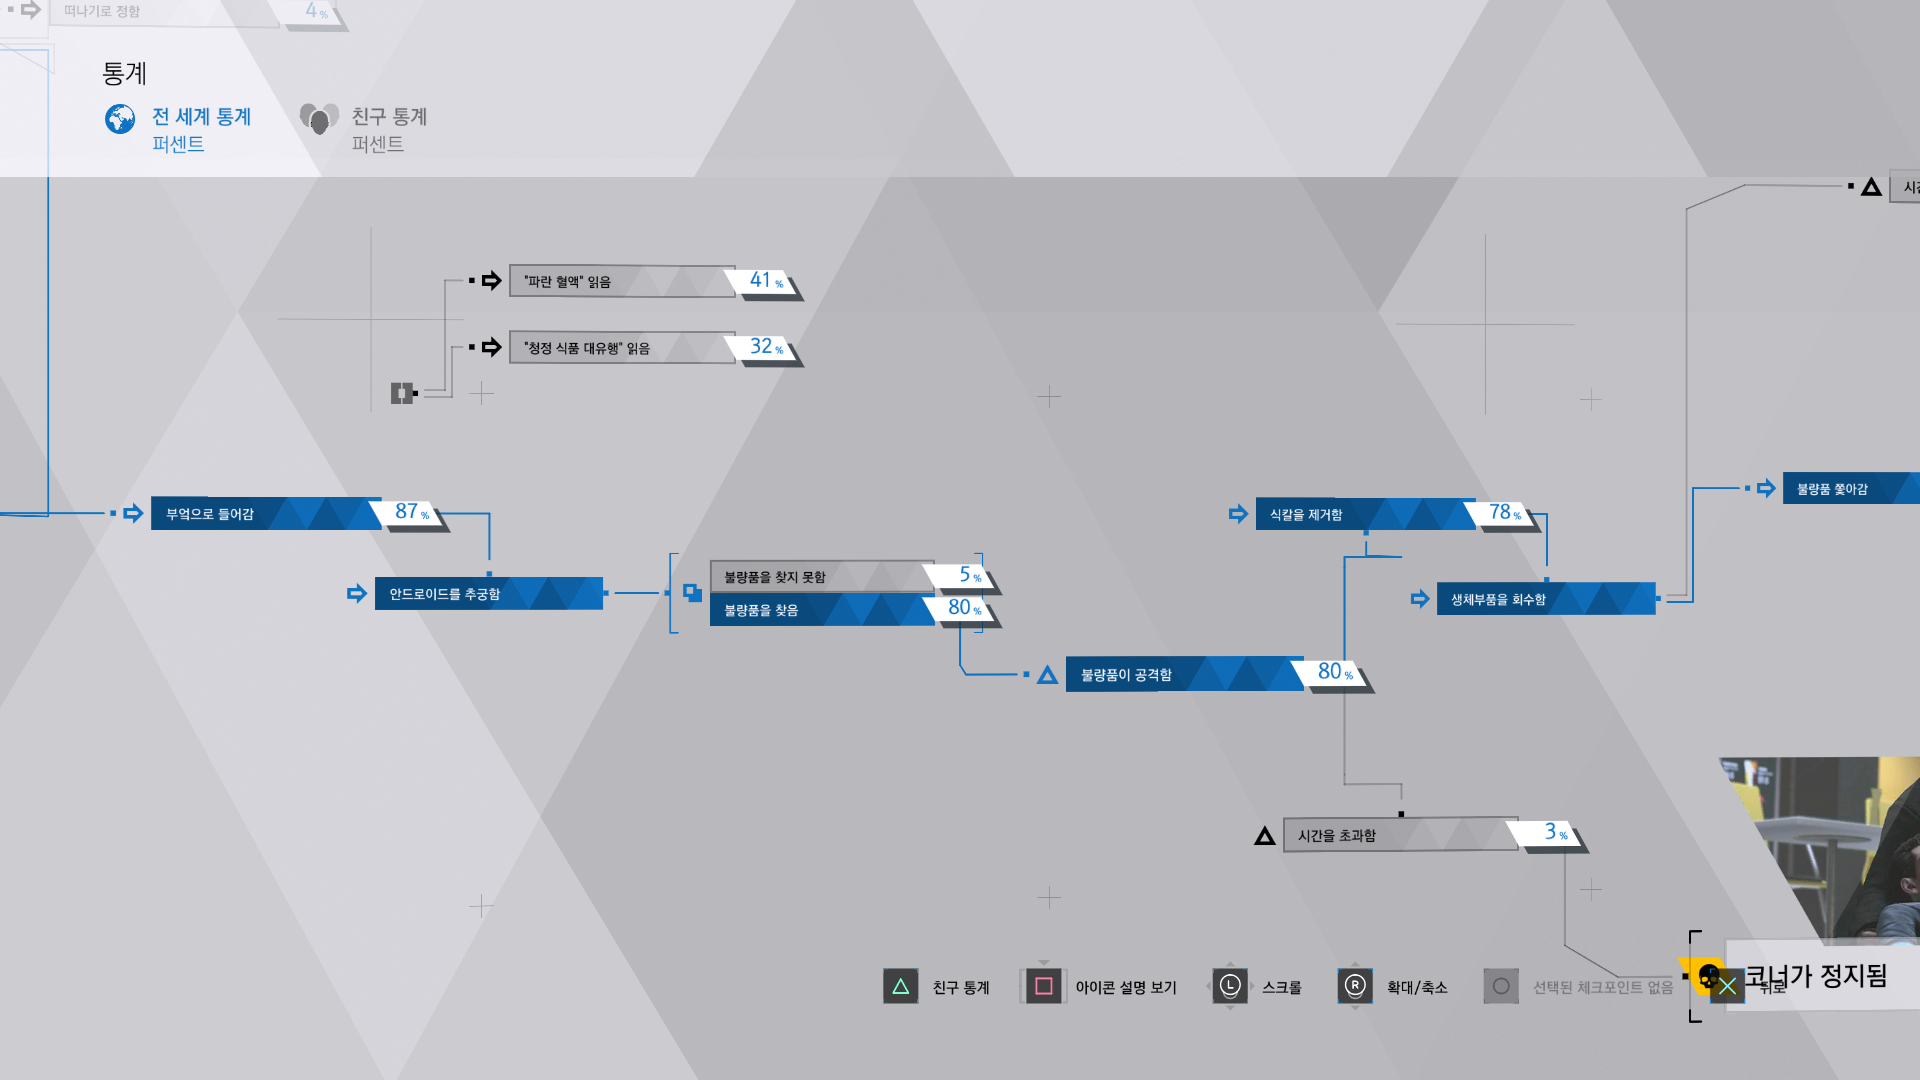 떠나기로 정함
4%
통계
전 세계 통계
퍼센트
친구 통계
퍼센트
"파란 혈액" 읽음
41%
"청정 식품 대유행" 읽음
32%
부엌으로 들어감
87%
안드로이드를 추궁함
불량품을 찾지 못함
5%
불량품을 찾음
80%
불량품이 공격함
80%
식칼을 제거함
78%
생체부품을 회수함
불량품 쫓아감
시간을 초과함
3%
코너가 정지됨
친구 통계
아이콘 설명 보기
L
스크롤
R
확대/축소
선택된 체크포인트 없음
뒤로